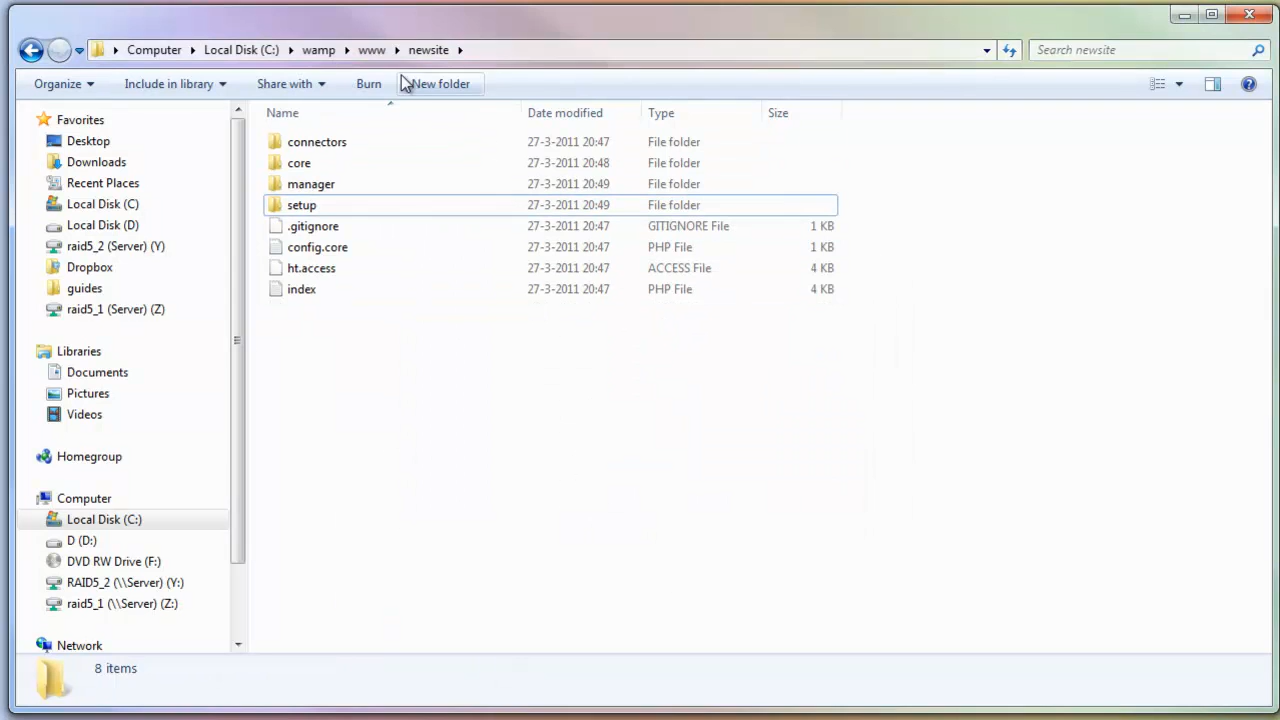 Computer Local Disk (C:) wamp www newsite Search newsite
Organize Include in library Share with Burn New folder
Name Date modified Type Size
connectors 27-3-2011 20:47 File folder
core 27-3-2011 20:48 File folder
manager 27-3-2011 20:49 File folder
setup 27-3-2011 20:49 File folder
.gitignore 27-3-2011 20:47 GITIGNORE File 1 KB
config.core 27-3-2011 20:47 PHP File 1 KB
ht.access 27-3-2011 20:47 ACCESS File 4 KB
index 27-3-2011 20:47 PHP File 4 KB
Favorites
Desktop
Downloads
Recent Places
Local Disk (C)
Local Disk (D)
raid5_2 (Server) (Y)
Dropbox
guides
raid5_1 (Server) (Z)
Libraries
Documents
Pictures
Videos
Homegroup
Computer
Local Disk (C:)
D (D:)
DVD RW Drive (F:)
RAID5_2 (\\Server) (Y:)
raid5_1 (\\Server) (Z:)
Network
8 items